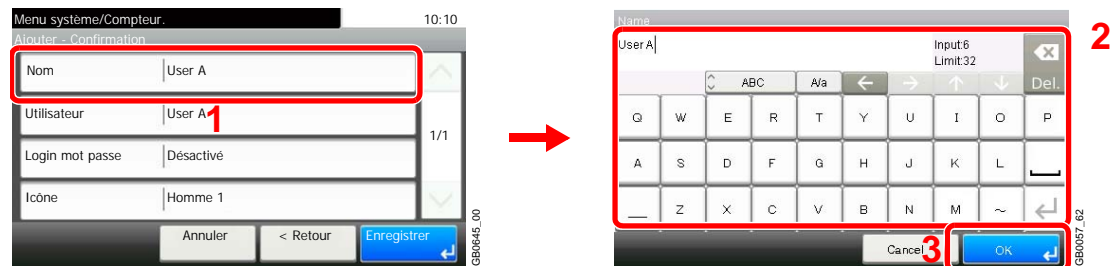 Menu système/Compteur.
10:10
Ajouter - Confirmation
Nom User A
Utilisateur User A
1
1/1
Login mot passe Désactivé
Icône Homme 1
Annuler < Retour Enregistrer
GB0645_00
Name
2
User A
Input:6
Limit:32
ABC A/a ← → ↑ ↓ Del.
Q W E R T Y U I O P
A S D F G H J K L
_ Z X C V B N M ~
Cancel 3 OK
GB0057_62